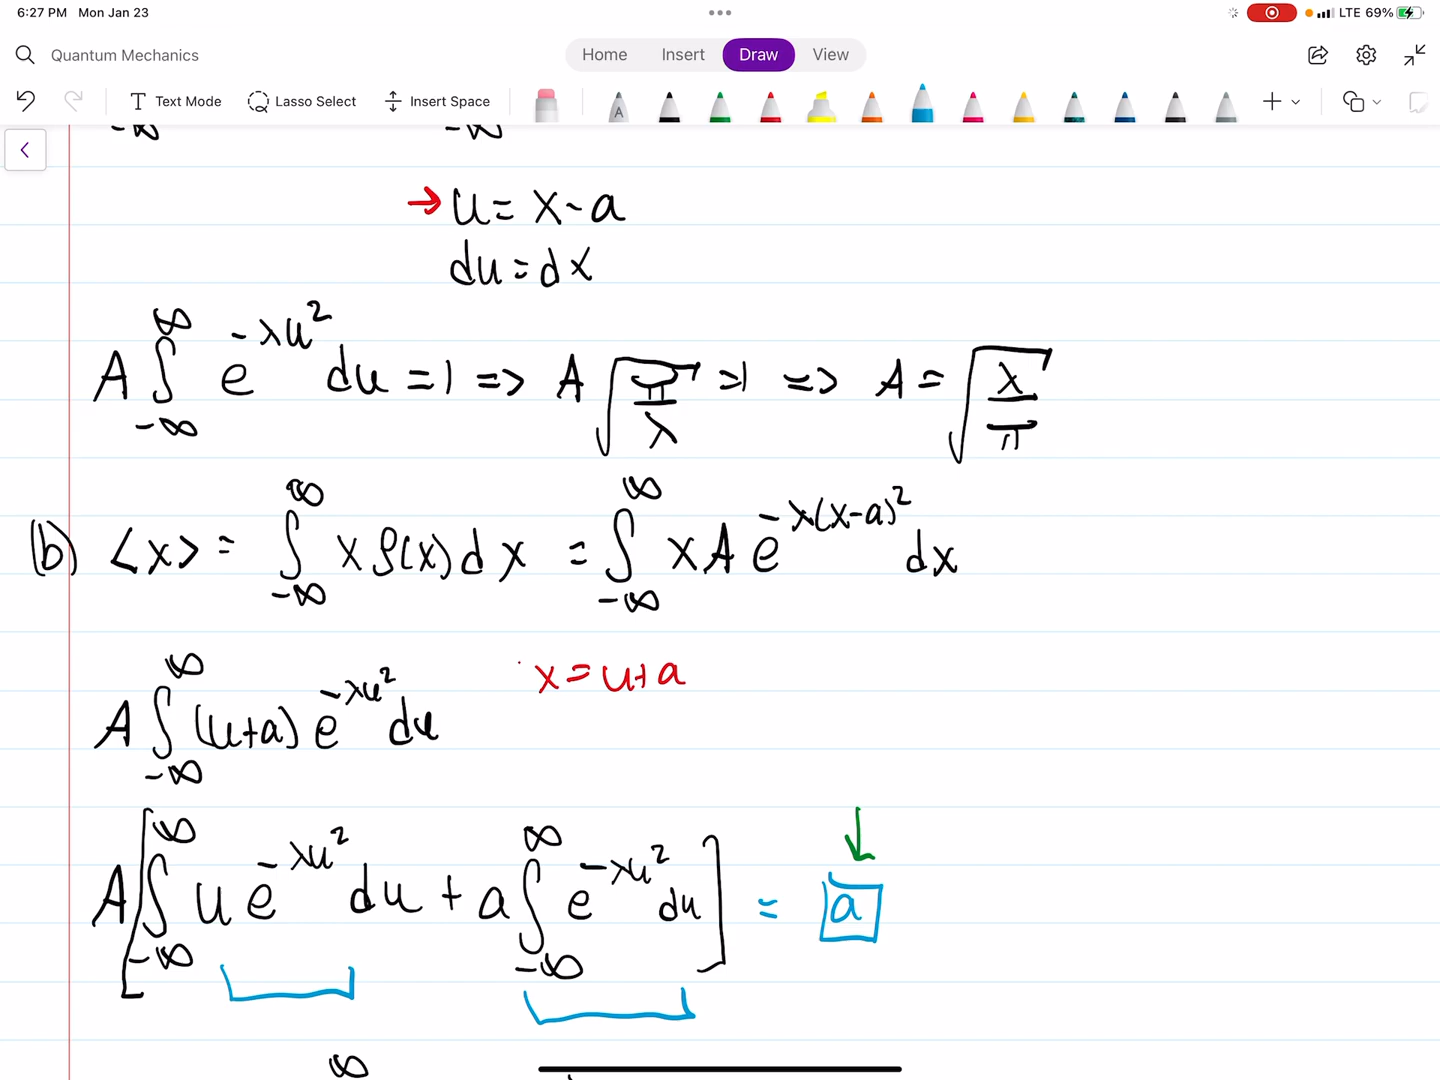 6:27 PM Mon Jan 23
LTE 69%
Quantum Mechanics
Home Insert Draw View
Text Mode Lasso Select Insert Space
-∞ -∞
→ u = x - a
du = dx
A ∫_{-∞}^{∞} e^{-λu²} du = 1 => A √(π/λ) = 1 => A = √(λ/π)
(b) <x> = ∫_{-∞}^{∞} x ρ(x) dx = ∫_{-∞}^{∞} x A e^{-λ(x-a)²} dx
A ∫_{-∞}^{∞} (u+a) e^{-λu²} du x = u+a
A [ ∫_{-∞}^{∞} u e^{-λu²} du + a ∫_{-∞}^{∞} e^{-λu²} du ] = a
∞